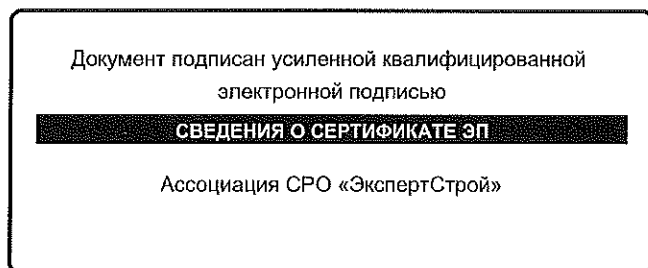 Документ подписан усиленной квалифицированной
электронной подписью
СВЕДЕНИЯ О СЕРТИФИКАТЕ ЭП
Ассоциация СРО «ЭкспертСтрой»